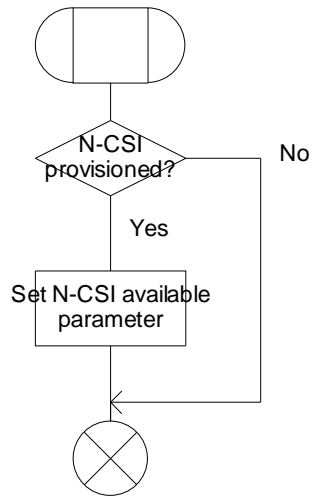 N-CSI
provisioned?
No
Yes
Set N-CSI available
parameter